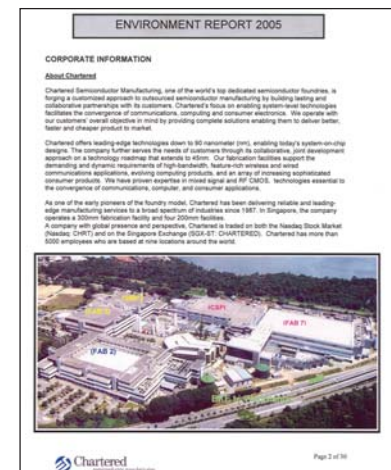 ENVIRONMENT REPORT 2005
CORPORATE INFORMATION
About Chartered
Chartered Semiconductor Manufacturing, one of the world's top dedicated semiconductor foundries, is
forging a customized approach to outsourced semiconductor manufacturing by building lasting and
collaborative partnerships with its customers. Chartered's focus on enabling system-level technologies
facilitates the convergence of communications, computing and consumer electronics. We operate with
our customers' overall objective in mind by providing complete solutions enabling them to deliver better,
faster and cheaper product to market.
Chartered offers leading-edge technologies down to 90 nanometer (nm), enabling today's system-on-chip
designs. The company further serves the needs of customers through its collaborative, joint development
approach on a technology roadmap that extends to 45nm. Our fabrication facilities support the
demanding and dynamic requirements of high-bandwidth, feature-rich wireless and wired
communications applications, evolving computing products, and an array of increasing sophisticated
consumer products. We have proven expertise in mixed signal and RF CMOS, technologies essential to
the convergence of computer, and consumer applications.
As one of the early pioneers of the foundry model, Chartered has been delivering reliable and leading-
edge manufacturing services to a broad spectrum of industries since 1987. In Singapore, the company
operates a 300mm fabrication facility and four 200mm facilities.
A company with global presence and perspective, Chartered is traded on both the Nasdaq Stock Market
(Nasdaq: CHRT) and on the Singapore Exchange (SGX-ST: CHARTERED). Chartered has more than
5000 employees who are based at nine locations around the world.
(CSP)
(FAB 7)
(FAB 2)
Chartered
Page 2 of 36